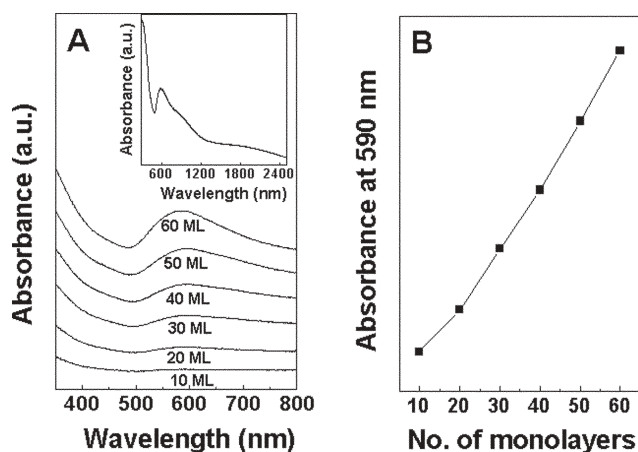 A
Absorbance (a.u.)
Absorbance (a.u.)
600 1200 1800 2400
Wavelength (nm)
60 ML
50 ML
40 ML
30 ML
20 ML
10 ML
400 500 600 700 800
Wavelength (nm)
B
Absorbance at 590 nm
10 20 30 40 50 60
No. of monolayers